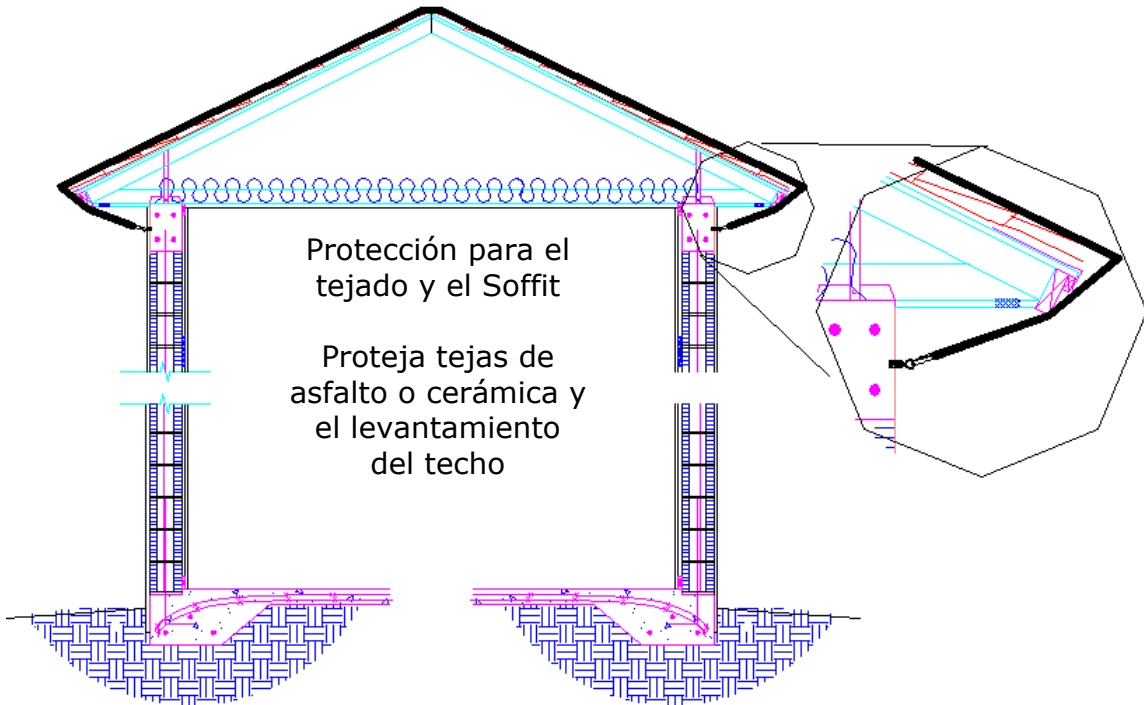 Protección para el
tejado y el Soffit
Proteja tejas de
asfalto o cerámica y
el levantamiento
del techo